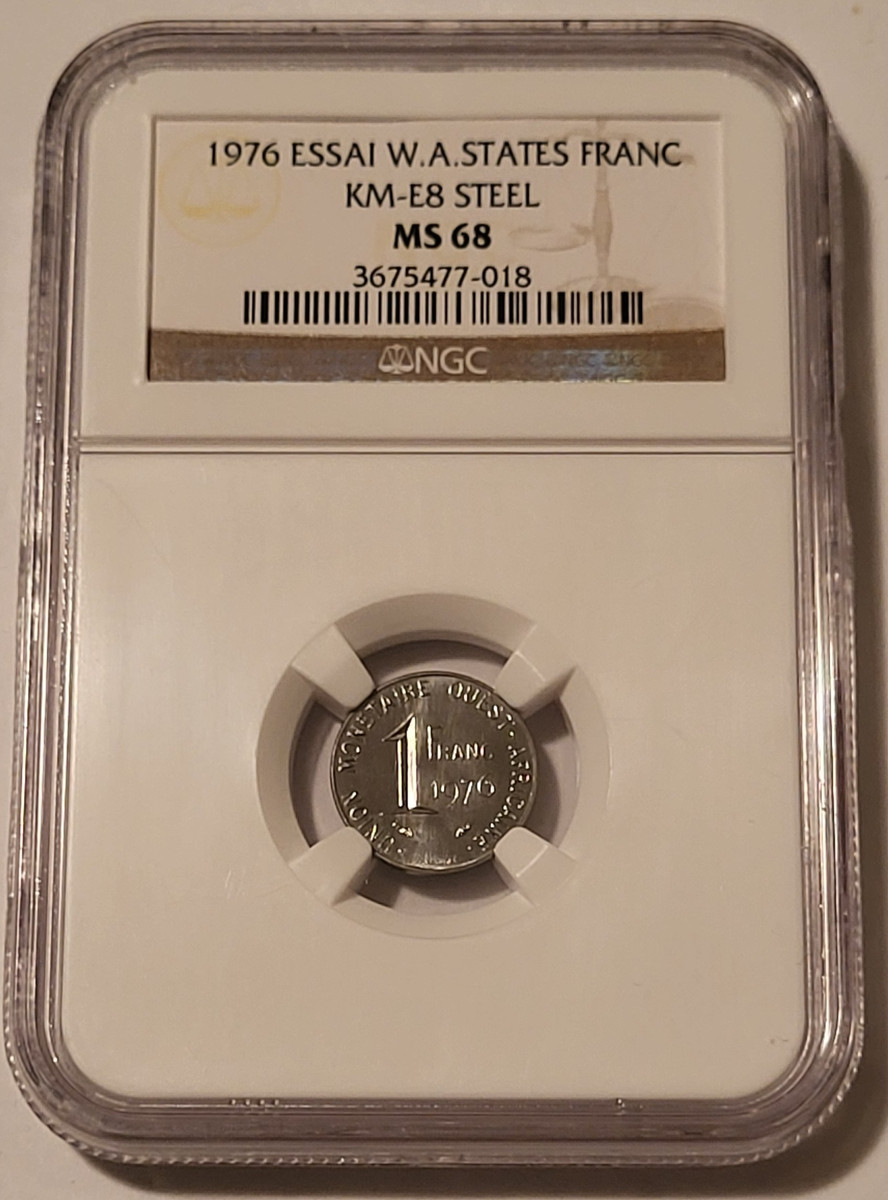 1976 ESSAI W.A.STATES FRANC
KM-E8 STEEL
MS 68
3675477-018
NGC
UNION MONETAIRE OUEST-AFRICAINE
1 FRANC
1976